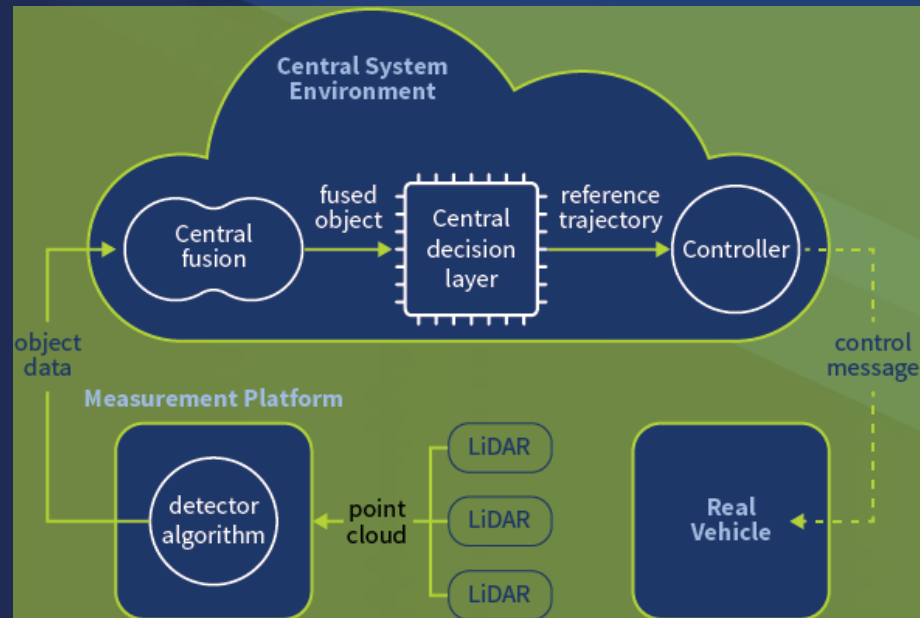 Central System
Environment
fused
object
reference
trajectory
Central
fusion
Central
decision
layer
Controller
object
data
control
message
Measurement Platform
detector
algorithm
point
cloud
LiDAR
LiDAR
LiDAR
Real
Vehicle